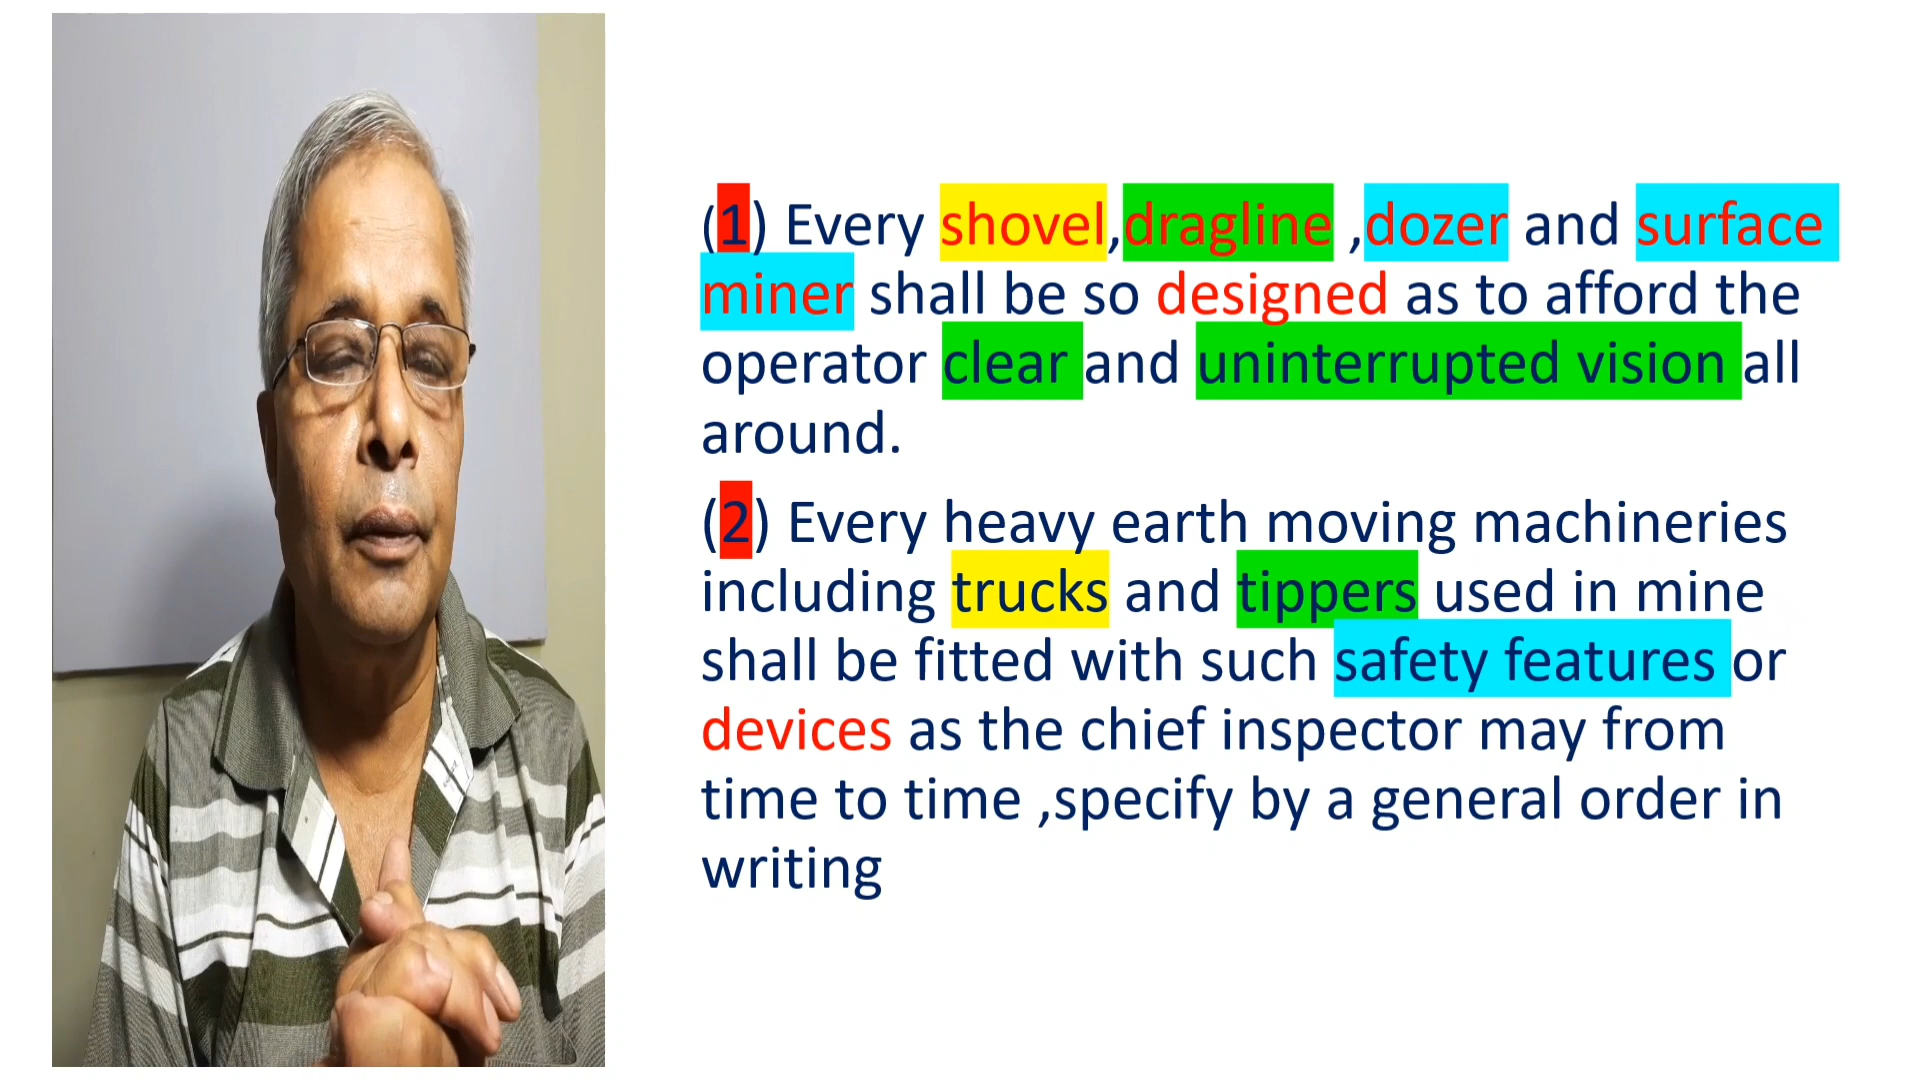 (1) Every shovel,dragline ,dozer and surface
miner shall be so designed as to afford the
operator clear and uninterrupted vision all
around.
(2) Every heavy earth moving machineries
including trucks and tippers used in mine
shall be fitted with such safety features or
devices as the chief inspector may from
time to time ,specify by a general order in
writing